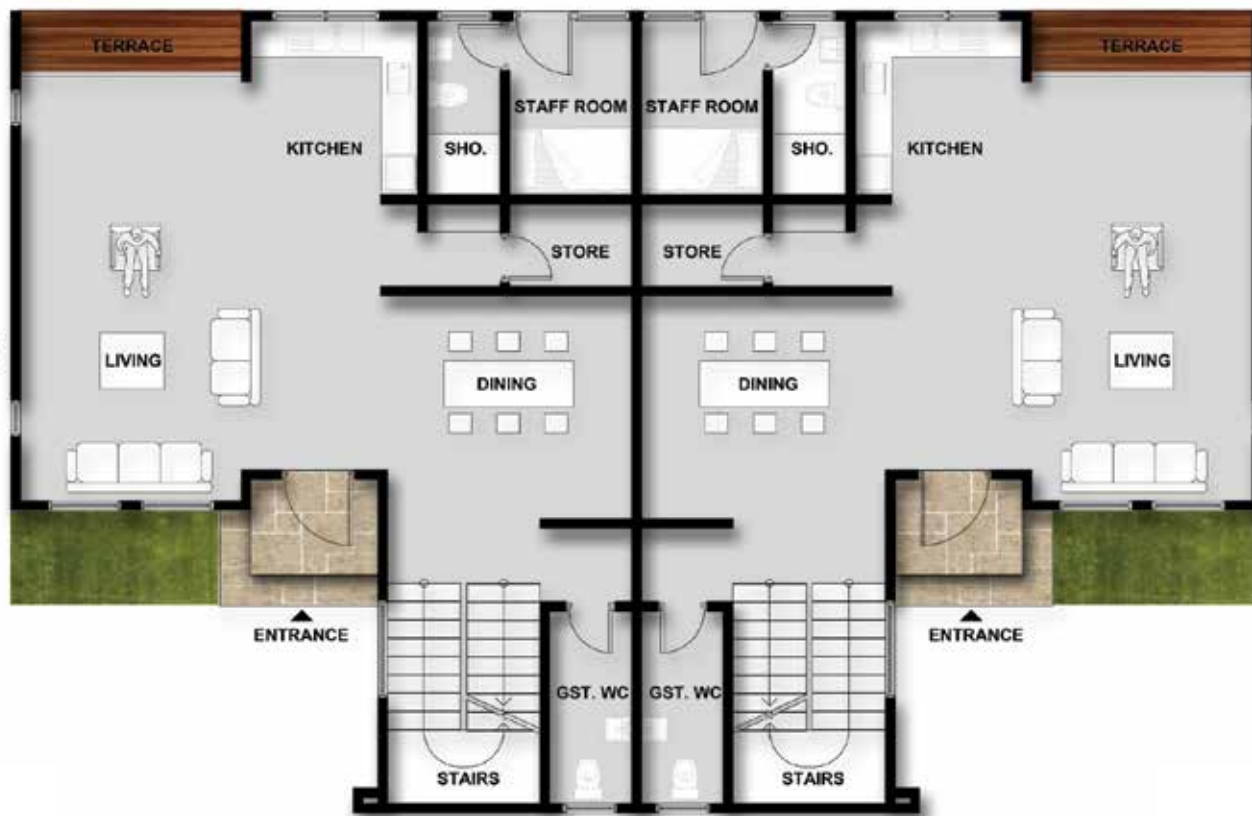 TERRACE
TERRACE
STAFF ROOM
STAFF ROOM
KITCHEN
SHO.
SHO.
KITCHEN
STORE
STORE
LIVING
DINING
DINING
LIVING
ENTRANCE
ENTRANCE
GST. WC
GST. WC
STAIRS
STAIRS